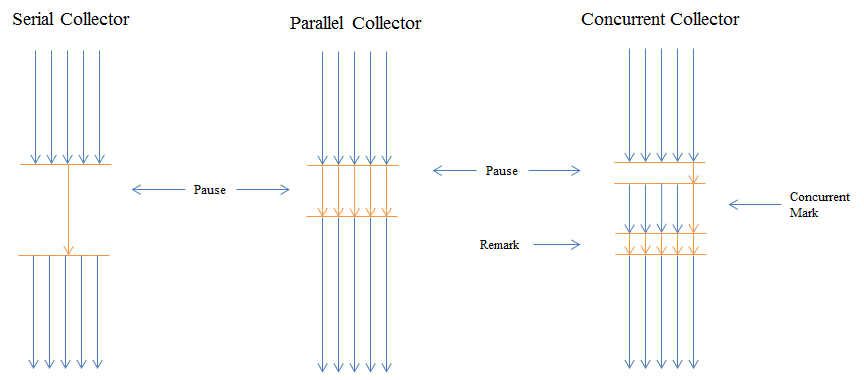 Serial Collector
Parallel Collector
Concurrent Collector
Pause
Pause
Concurrent
Mark
Remark